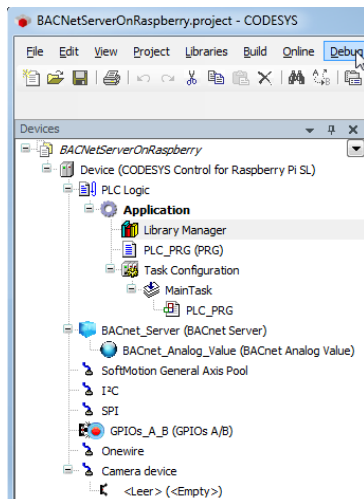 BACNetServerOnRaspberry.project - CODESYS
File Edit View Project Libraries Build Online Debug
Devices
BACNetServerOnRaspberry
Device (CODESYS Control for Raspberry Pi SL)
PLC Logic
Application
Library Manager
PLC_PRG (PRG)
Task Configuration
MainTask
PLC_PRG
BACnet_Server (BACnet Server)
BACnet_Analog_Value (BACnet Analog Value)
SoftMotion General Axis Pool
I²C
SPI
GPIOs_A_B (GPIOs A/B)
Onewire
Camera device
<Leer> (<Empty>)